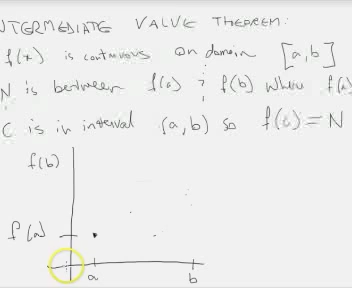 NTERMEDIATE VALUE THEOREM:
f(x) is continuous on domain [a,b]
N is between f(a) & f(b) where f(a)
C is in interval (a,b) so f(c)=N
f(b)
f(a)
a b